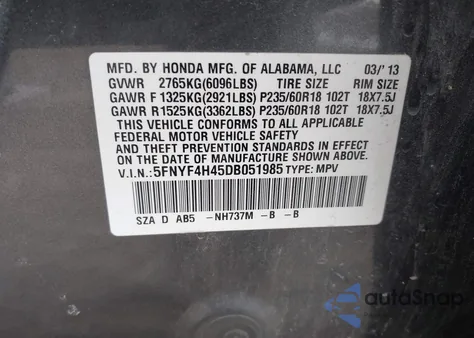 MFD. BY HONDA MFG. OF ALABAMA, LLC 03/'13
GVWR 2765KG(6096LBS) TIRE SIZE RIM SIZE
GAWR F 1325KG(2921LBS) P235/60R18 102T 18X7.5J
GAWR R1525KG(3362LBS) P235/60R18 102T 18X7.5J
THIS VEHICLE CONFORMS TO ALL APPLICABLE
FEDERAL MOTOR VEHICLE SAFETY
AND THEFT PREVENTION STANDARDS IN EFFECT ON
THE DATE OF MANUFACTURE SHOWN ABOVE.
V.I.N.:5FNYF4H45DB051985 TYPE: MPV
SZA D AB5 -NH737M -B -B
autoSnap